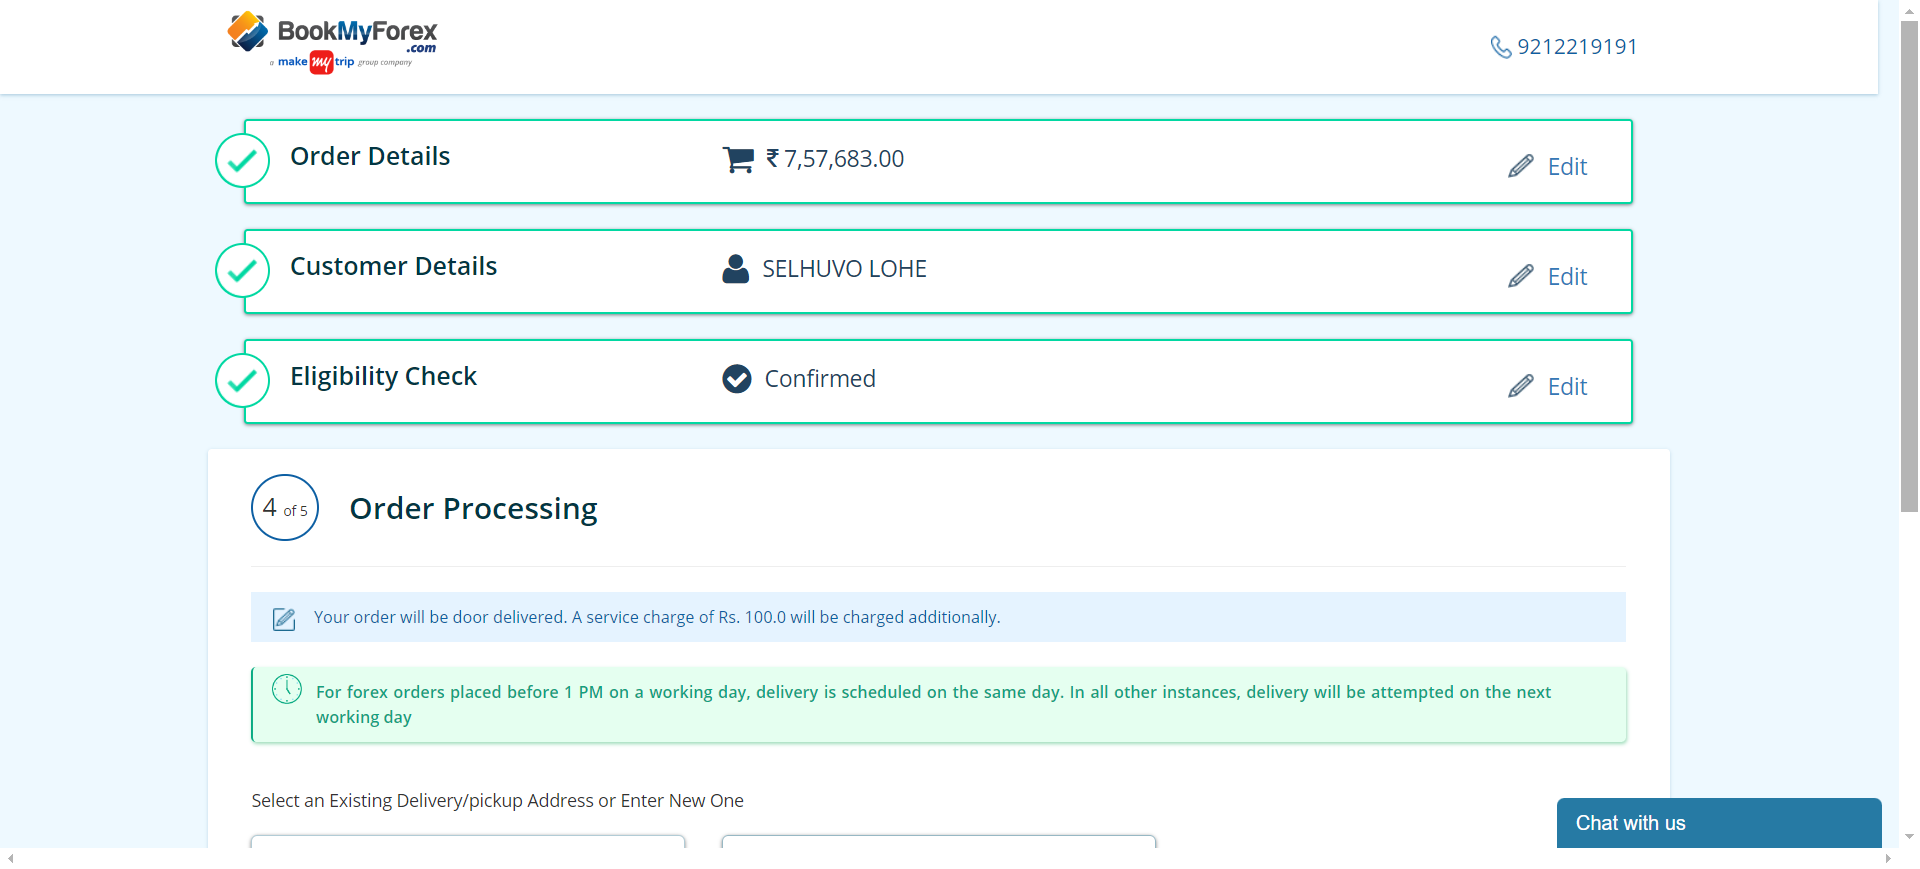 BookMyForex
.com
a make my trip group company
9212219191
Order Details
₹ 7,57,683.00
Edit
Customer Details
SELHUVO LOHE
Edit
Eligibility Check
Confirmed
Edit
4 of 5
Order Processing
Your order will be door delivered. A service charge of Rs. 100.0 will be charged additionally.
For forex orders placed before 1 PM on a working day, delivery is scheduled on the same day. In all other instances, delivery will be attempted on the next
working day
Select an Existing Delivery/pickup Address or Enter New One
Chat with us